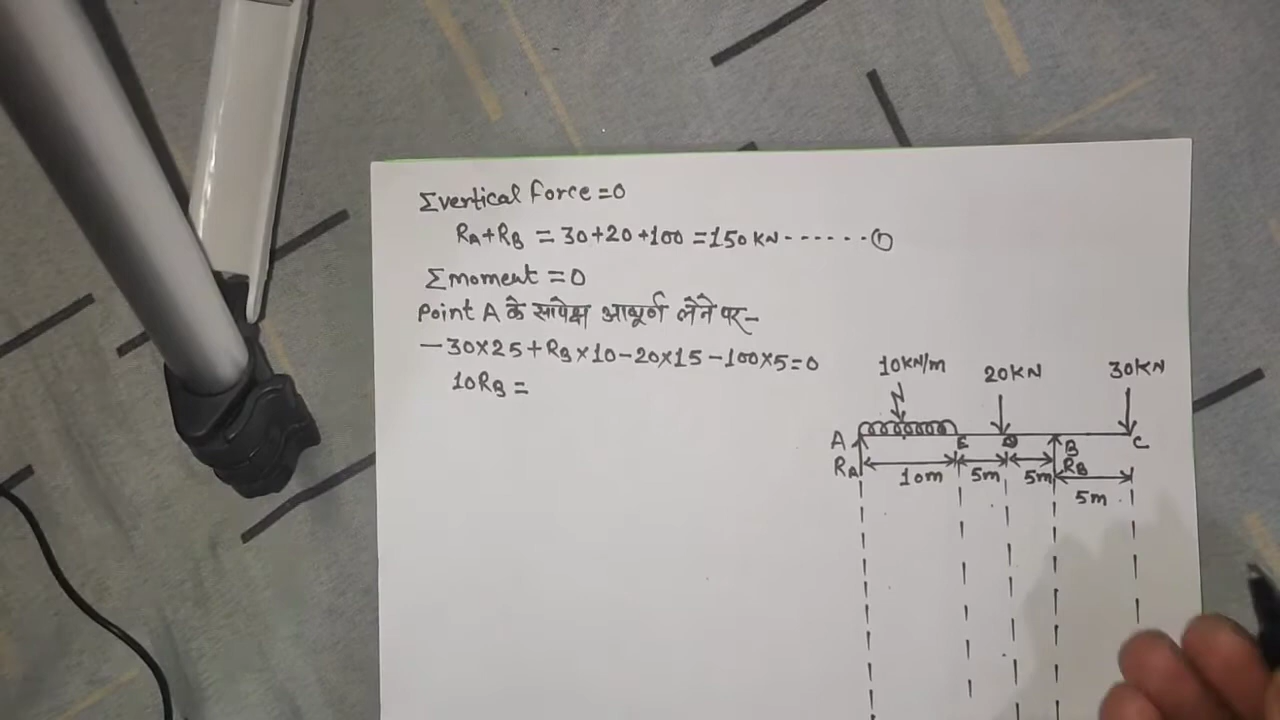 Σvertical force=0
RA+RB = 30+20+100 =150 KN ------ ①
Σmoment = 0
Point A के सापेक्ष आघूर्ण लेने पर-
-30×25+RB×10-20×15-100×5=0
10RB =
10KN/m 20KN 30KN
A E D B C
RA RB
10m 5m 5m
5m